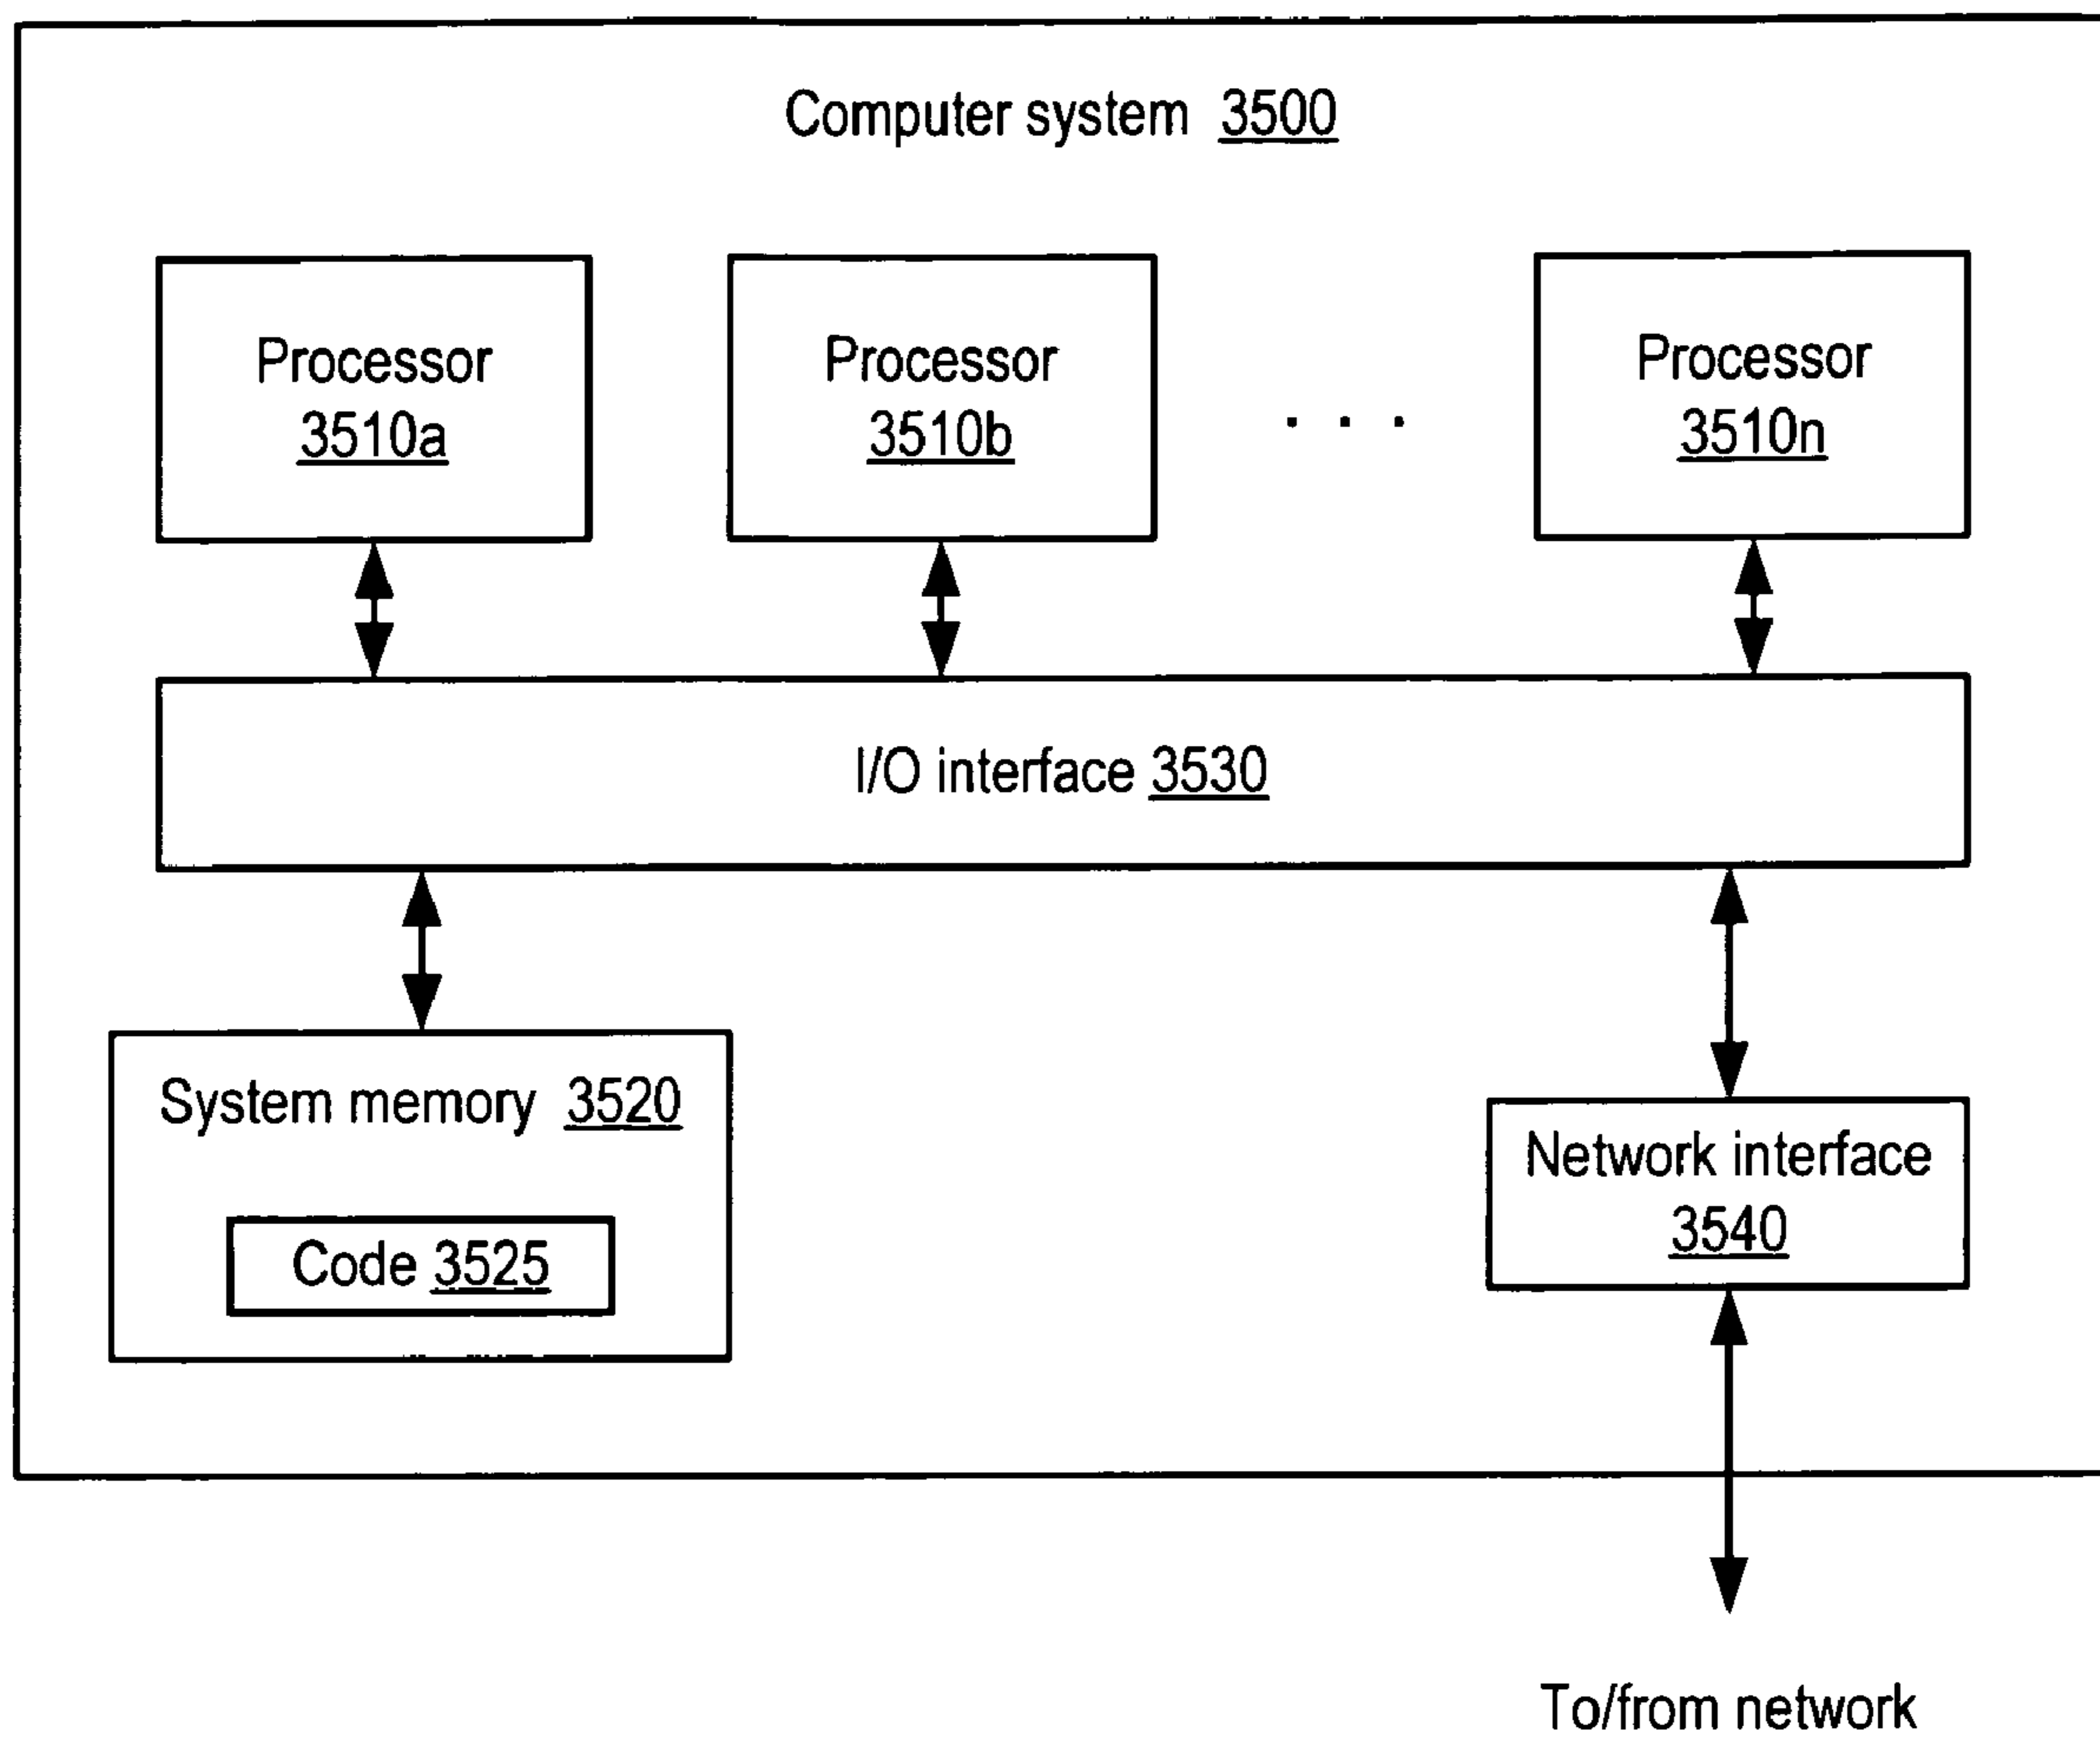 Computer system 3500
Processor
3510a
Processor
3510b
. . .
Processor
3510n
I/O interface 3530
System memory 3520
Code 3525
Network interface
3540
To/from network